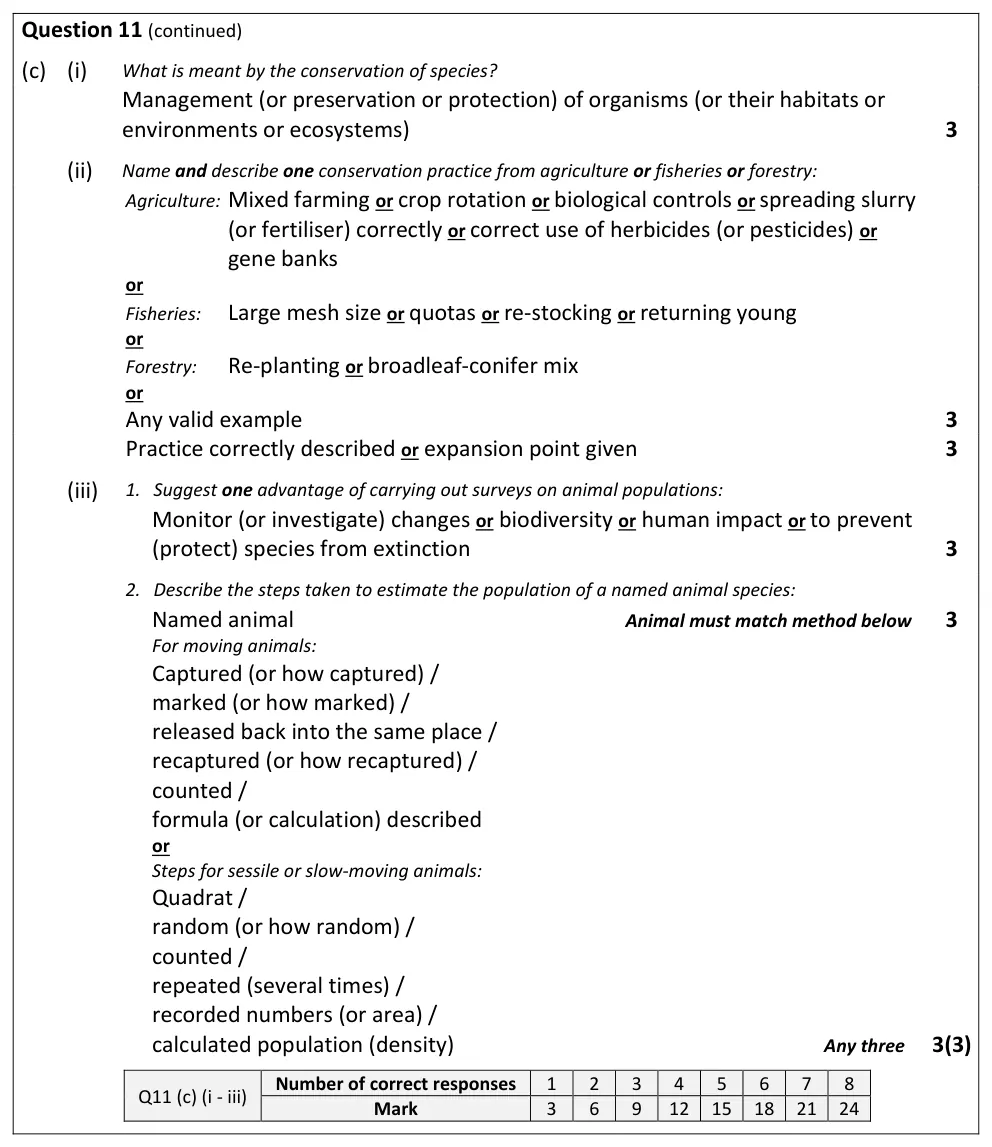 Question 11 (continued)
(c) (i) What is meant by the conservation of species?
Management (or preservation or protection) of organisms (or their habitats or
environments or ecosystems) 3
(ii) Name and describe one conservation practice from agriculture or fisheries or forestry:
Agriculture: Mixed farming or crop rotation or biological controls or spreading slurry
(or fertiliser) correctly or correct use of herbicides (or pesticides) or
gene banks
or
Fisheries: Large mesh size or quotas or re-stocking or returning young
or
Forestry: Re-planting or broadleaf-conifer mix
or
Any valid example 3
Practice correctly described or expansion point given 3
(iii) 1. Suggest one advantage of carrying out surveys on animal populations:
Monitor (or investigate) changes or biodiversity or human impact or to prevent
(protect) species from extinction 3
2. Describe the steps taken to estimate the population of a named animal species:
Named animal Animal must match method below 3
For moving animals:
Captured (or how captured) /
marked (or how marked) /
released back into the same place /
recaptured (or how recaptured) /
counted /
formula (or calculation) described
or
Steps for sessile or slow-moving animals:
Quadrat /
random (or how random) /
counted /
repeated (several times) /
recorded numbers (or area) /
calculated population (density) Any three 3(3)
Q11 (c) (i - iii) Number of correct responses 1 2 3 4 5 6 7 8
Mark 3 6 9 12 15 18 21 24